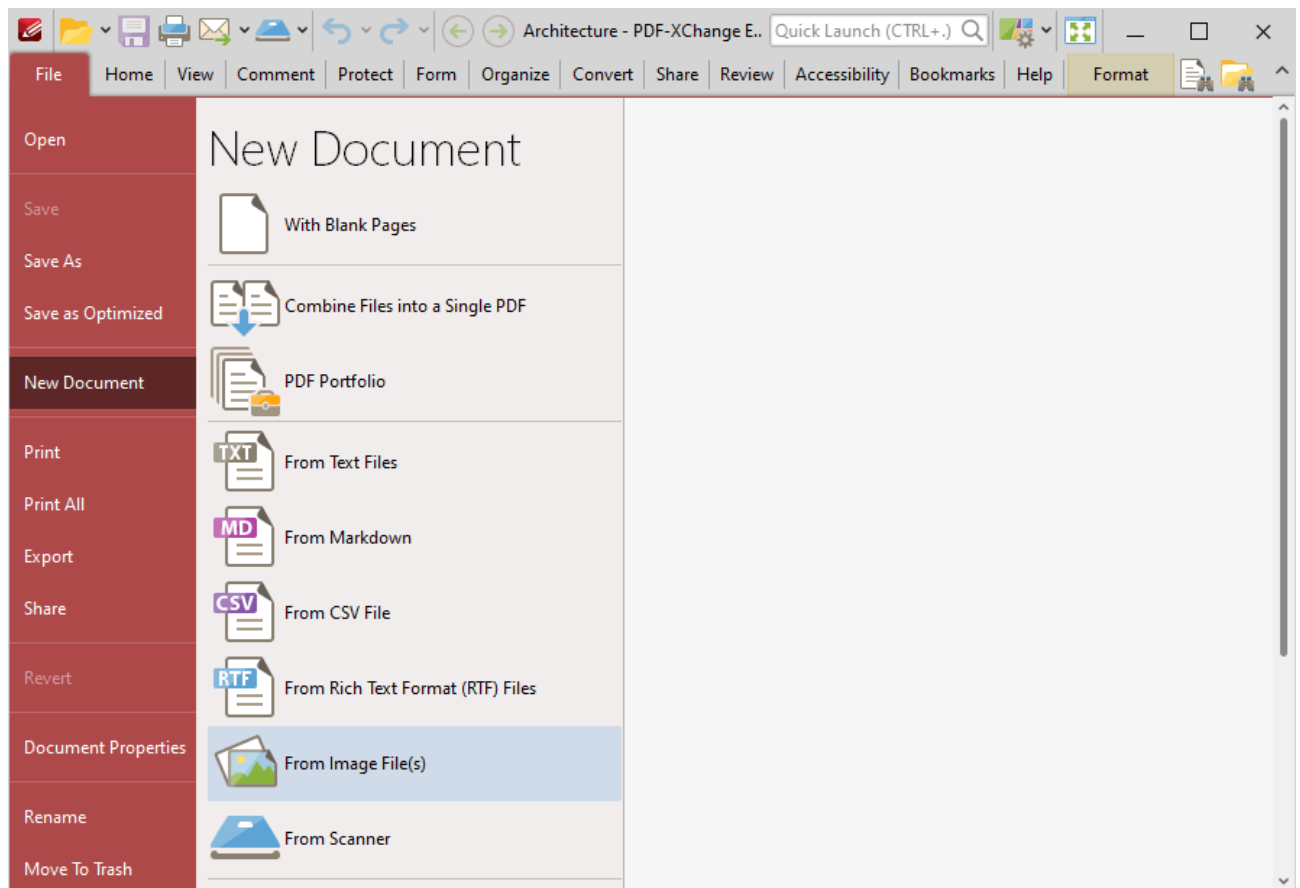 Architecture - PDF-XChange E..
Quick Launch (CTRL+.)
File
Home
View
Comment
Protect
Form
Organize
Convert
Share
Review
Accessibility
Bookmarks
Help
Format
Open
Save
Save As
Save as Optimized
New Document
Print
Print All
Export
Share
Revert
Document Properties
Rename
Move To Trash
New Document
With Blank Pages
Combine Files into a Single PDF
PDF Portfolio
TXT
From Text Files
MD
From Markdown
CSV
From CSV File
RTF
From Rich Text Format (RTF) Files
From Image File(s)
From Scanner